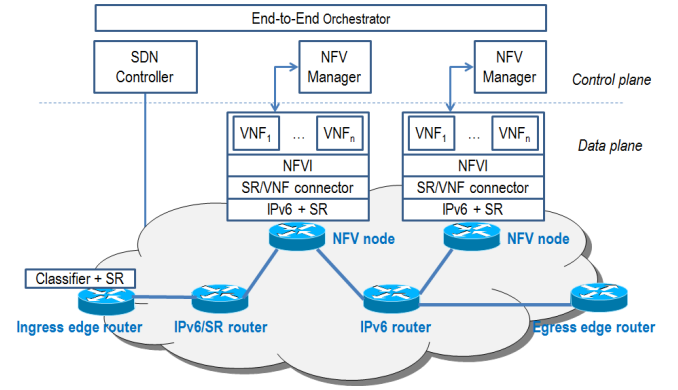 End-to-End Orchestrator
SDN
Controller
NFV
Manager
NFV
Manager
Control plane
VNF1 ... VNFn
VNF1 ... VNFn
Data plane
NFVI
NFVI
SR/VNF connector
SR/VNF connector
IPv6 + SR
IPv6 + SR
NFV node
NFV node
Classifier + SR
Ingress edge router
IPv6/SR router
IPv6 router
Egress edge router